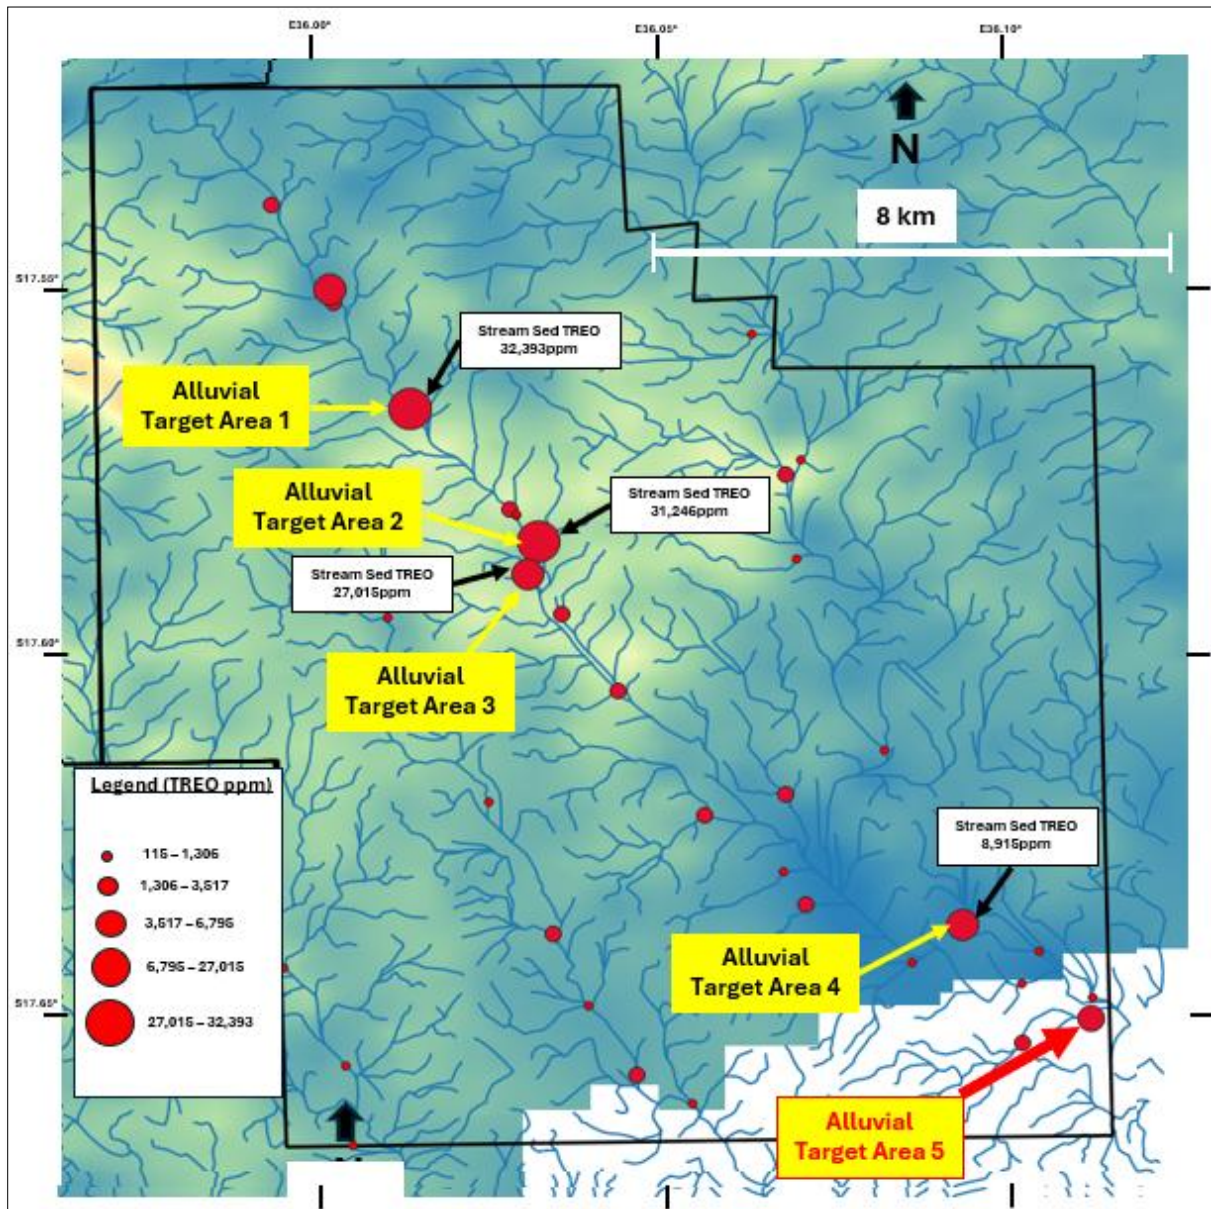 E36.00°
E36.05°
E36.10°
N
8 km
S17.55°
Stream Sed TREO
32,393ppm
Alluvial
Target Area 1
Alluvial
Target Area 2
Stream Sed TREO
31,246ppm
Stream Sed TREO
27,015ppm
S17.60°
Alluvial
Target Area 3
Legend (TREO ppm)
115 – 1,306
1,306 – 3,517
3,517 – 6,795
6,795 – 27,015
27,015 – 32,393
Stream Sed TREO
8,915ppm
Alluvial
Target Area 4
S17.65°
Alluvial
Target Area 5